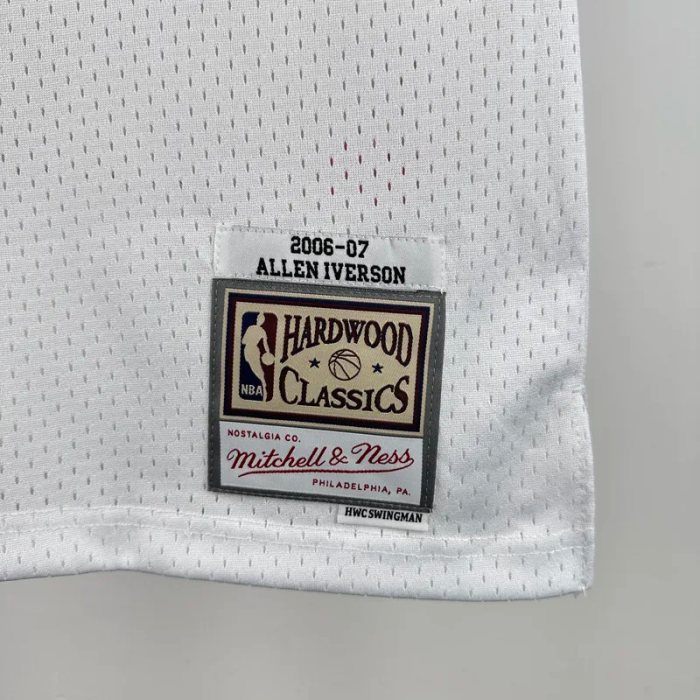 2006-07
ALLEN IVERSON
HARDWOOD
NBA
CLASSICS
NOSTALGIA CO.
Mitchell & Ness
PHILADELPHIA, PA.
HWC SWINGMAN